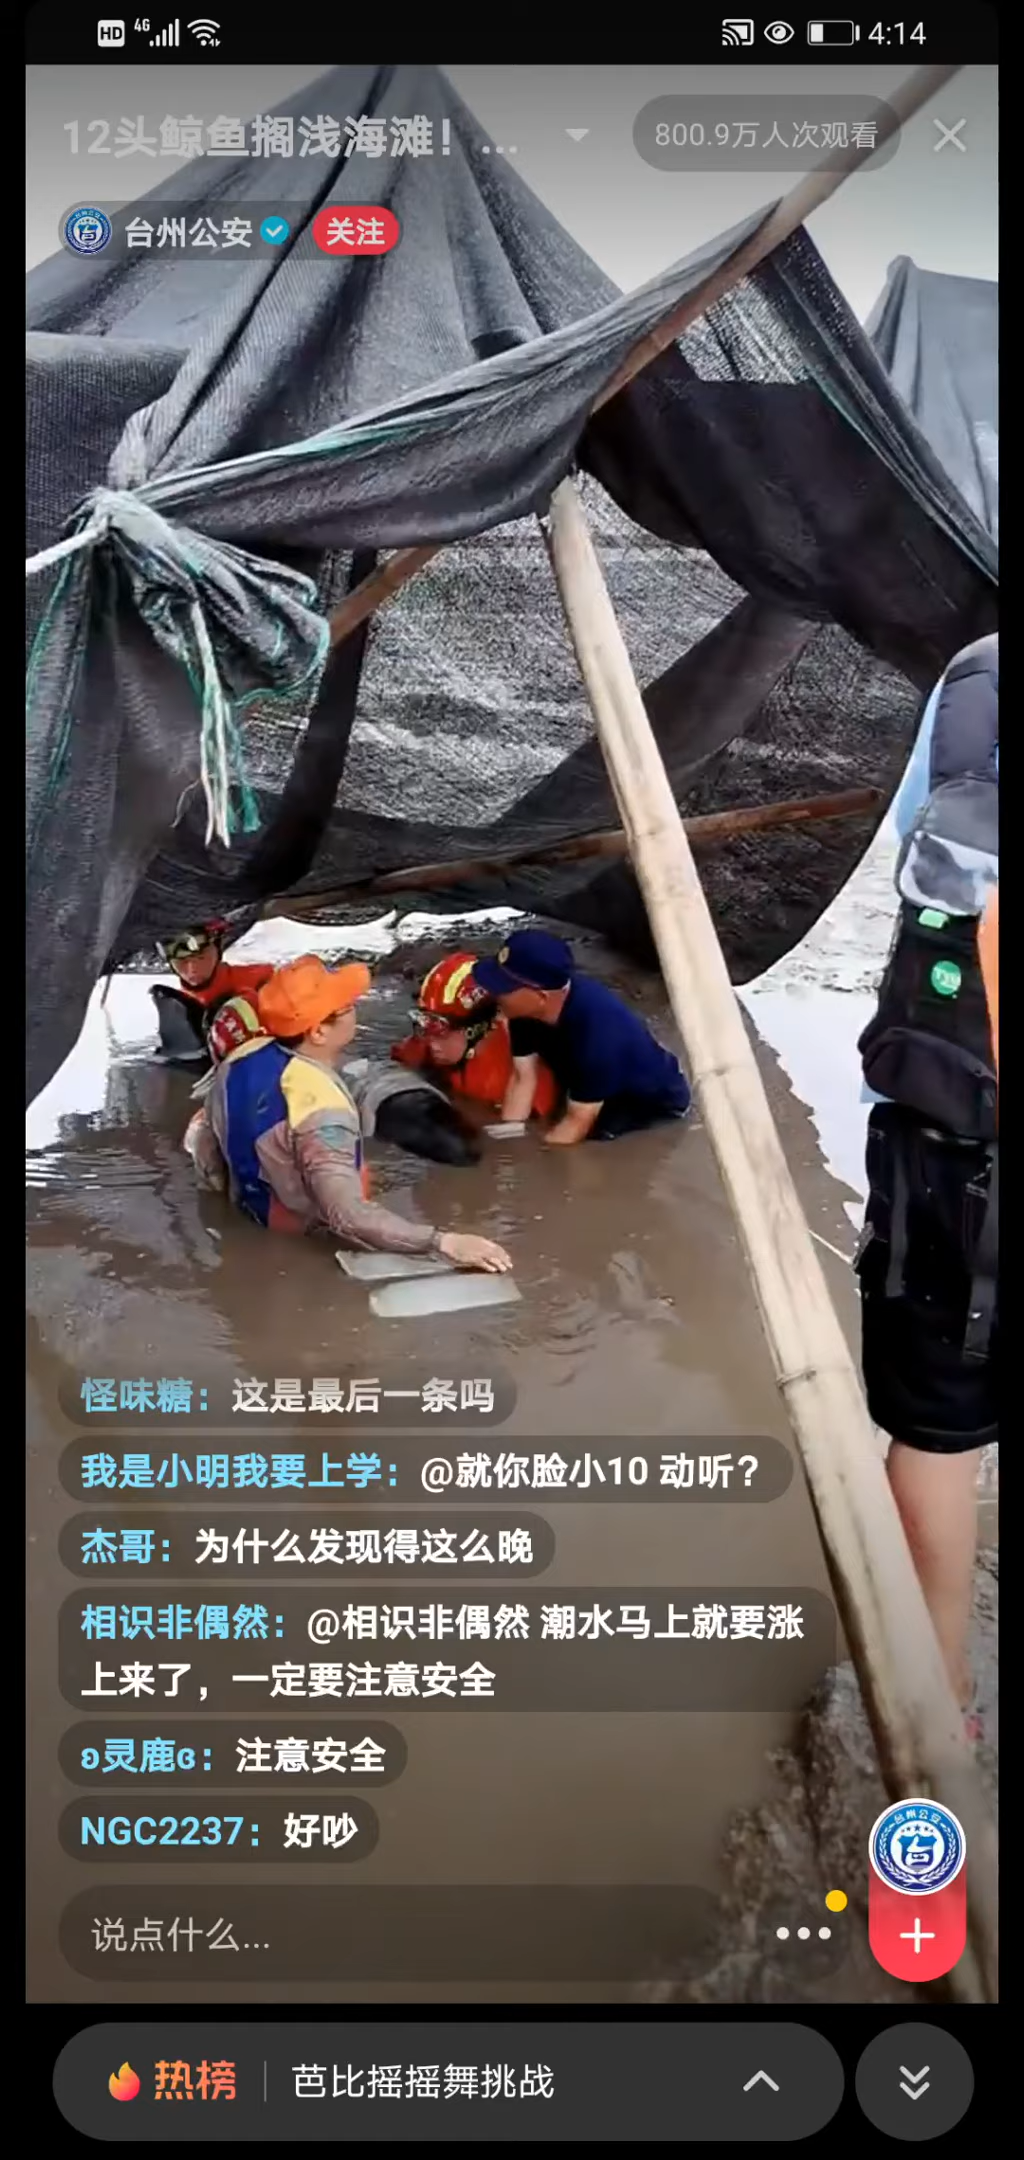 HD 4G 4:14
12头鲸鱼搁浅海滩！...
800.9万人次观看
台州公安
关注
怪味糖：这是最后一条吗
我是小明我要上学：@就你脸小10 动听？
杰哥：为什么发现得这么晚
相识非偶然：@相识非偶然 潮水马上就要涨
上来了，一定要注意安全
ʚ灵鹿ɞ：注意安全
NGC2237：好吵
台州公安
说点什么...
热榜
芭比摇摇舞挑战